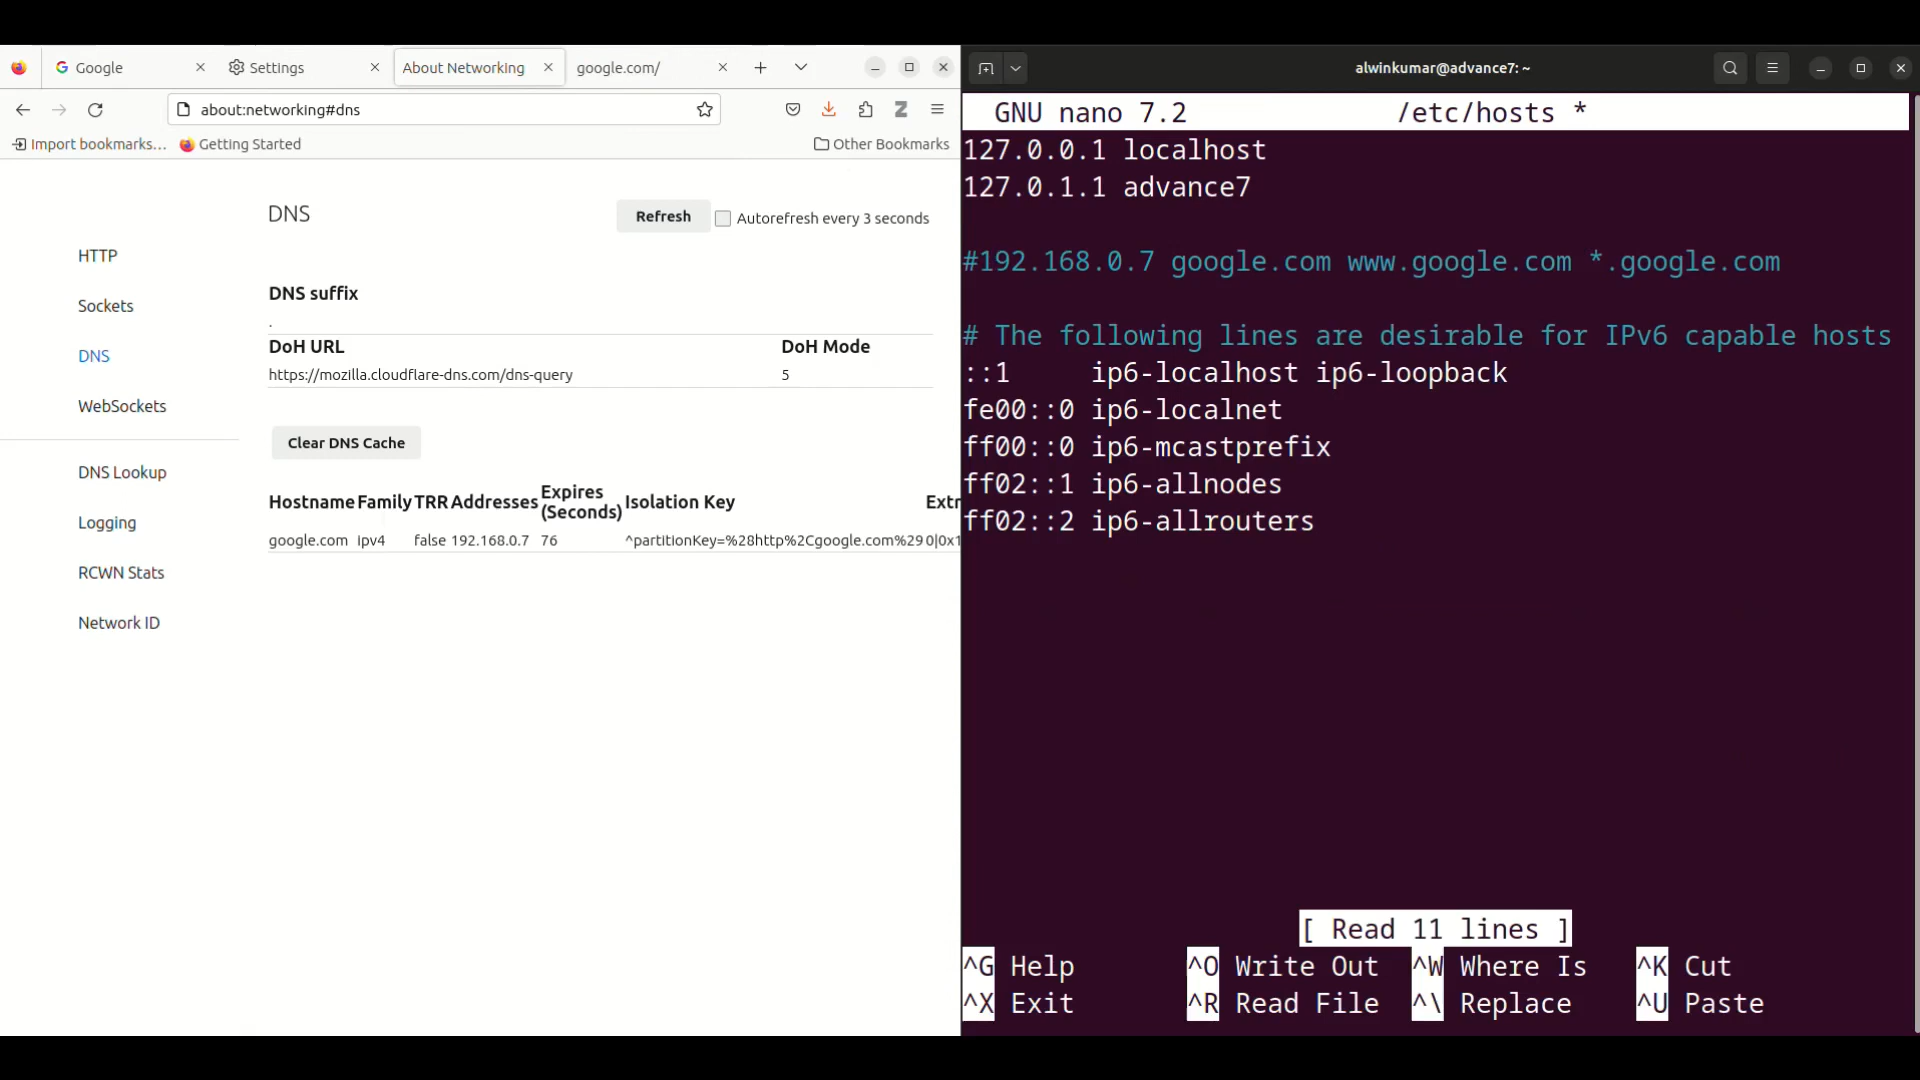 Google
Settings
About Networking
google.com/
about:networking#dns
Import bookmarks...
Getting Started
Other Bookmarks
HTTP
Sockets
DNS
WebSockets
DNS Lookup
Logging
RCWN Stats
Network ID
DNS
Refresh
Autorefresh every 3 seconds
DNS suffix
.
DoH URL DoH Mode
https://mozilla.cloudflare-dns.com/dns-query 5
Clear DNS Cache
Hostname Family TRR Addresses Expires (Seconds) Isolation Key Extr
google.com ipv4 false 192.168.0.7 76 ^partitionKey=%28http%2Cgoogle.com%29 0|0x1
alwinkumar@advance7: ~
GNU nano 7.2 /etc/hosts *
127.0.0.1 localhost
127.0.1.1 advance7
#192.168.0.7 google.com www.google.com *.google.com
# The following lines are desirable for IPv6 capable hosts
::1 ip6-localhost ip6-loopback
fe00::0 ip6-localnet
ff00::0 ip6-mcastprefix
ff02::1 ip6-allnodes
ff02::2 ip6-allrouters
[ Read 11 lines ]
^G Help ^O Write Out ^W Where Is ^K Cut
^X Exit ^R Read File ^\ Replace ^U Paste